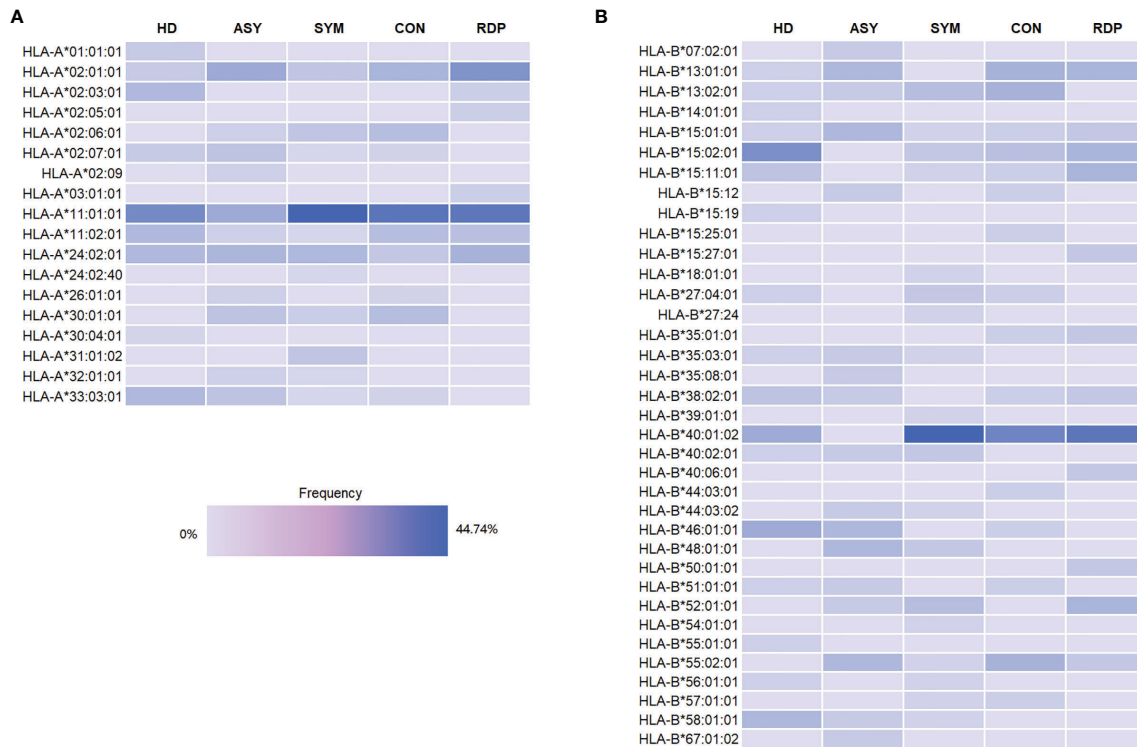 A
HD ASY SYM CON RDP
HLA-A*01:01:01
HLA-A*02:01:01
HLA-A*02:03:01
HLA-A*02:05:01
HLA-A*02:06:01
HLA-A*02:07:01
HLA-A*02:09
HLA-A*03:01:01
HLA-A*11:01:01
HLA-A*11:02:01
HLA-A*24:02:01
HLA-A*24:02:40
HLA-A*26:01:01
HLA-A*30:01:01
HLA-A*30:04:01
HLA-A*31:01:02
HLA-A*32:01:01
HLA-A*33:03:01
Frequency
0% 44.74%
B
HD ASY SYM CON RDP
HLA-B*07:02:01
HLA-B*13:01:01
HLA-B*13:02:01
HLA-B*14:01:01
HLA-B*15:01:01
HLA-B*15:02:01
HLA-B*15:11:01
HLA-B*15:12
HLA-B*15:19
HLA-B*15:25:01
HLA-B*15:27:01
HLA-B*18:01:01
HLA-B*27:04:01
HLA-B*27:24
HLA-B*35:01:01
HLA-B*35:03:01
HLA-B*35:08:01
HLA-B*38:02:01
HLA-B*39:01:01
HLA-B*40:01:02
HLA-B*40:02:01
HLA-B*40:06:01
HLA-B*44:03:01
HLA-B*44:03:02
HLA-B*46:01:01
HLA-B*48:01:01
HLA-B*50:01:01
HLA-B*51:01:01
HLA-B*52:01:01
HLA-B*54:01:01
HLA-B*55:01:01
HLA-B*55:02:01
HLA-B*56:01:01
HLA-B*57:01:01
HLA-B*58:01:01
HLA-B*67:01:02